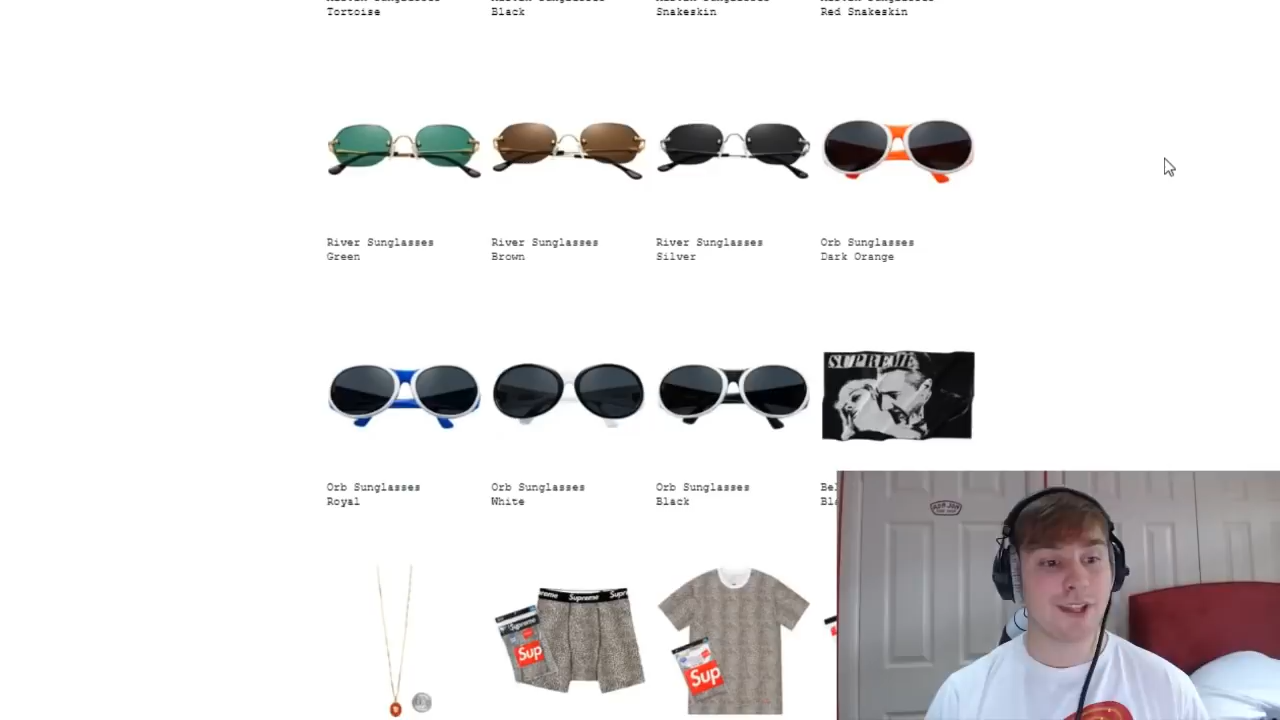 Tortoise
Black
Snakeskin
Red Snakeskin
River Sunglasses
Green
River Sunglasses
Brown
River Sunglasses
Silver
Orb Sunglasses
Dark Orange
SUPREME
Orb Sunglasses
Royal
Orb Sunglasses
White
Orb Sunglasses
Black
Supreme
Supreme
Sup
Sup